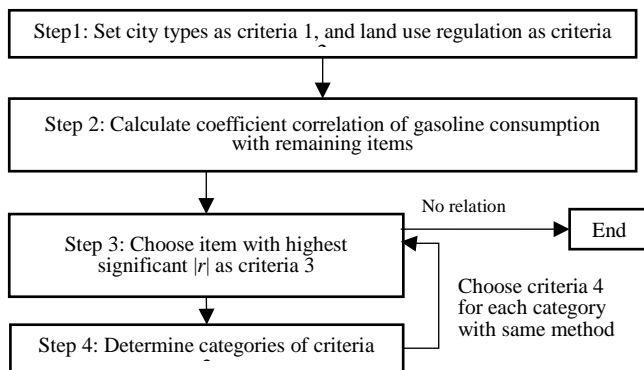 Step1: Set city types as criteria 1, and land use regulation as criteria
Step 2: Calculate coefficient correlation of gasoline consumption
with remaining items
No relation
End
Step 3: Choose item with highest
significant |r| as criteria 3
Choose criteria 4
for each category
with same method
Step 4: Determine categories of criteria